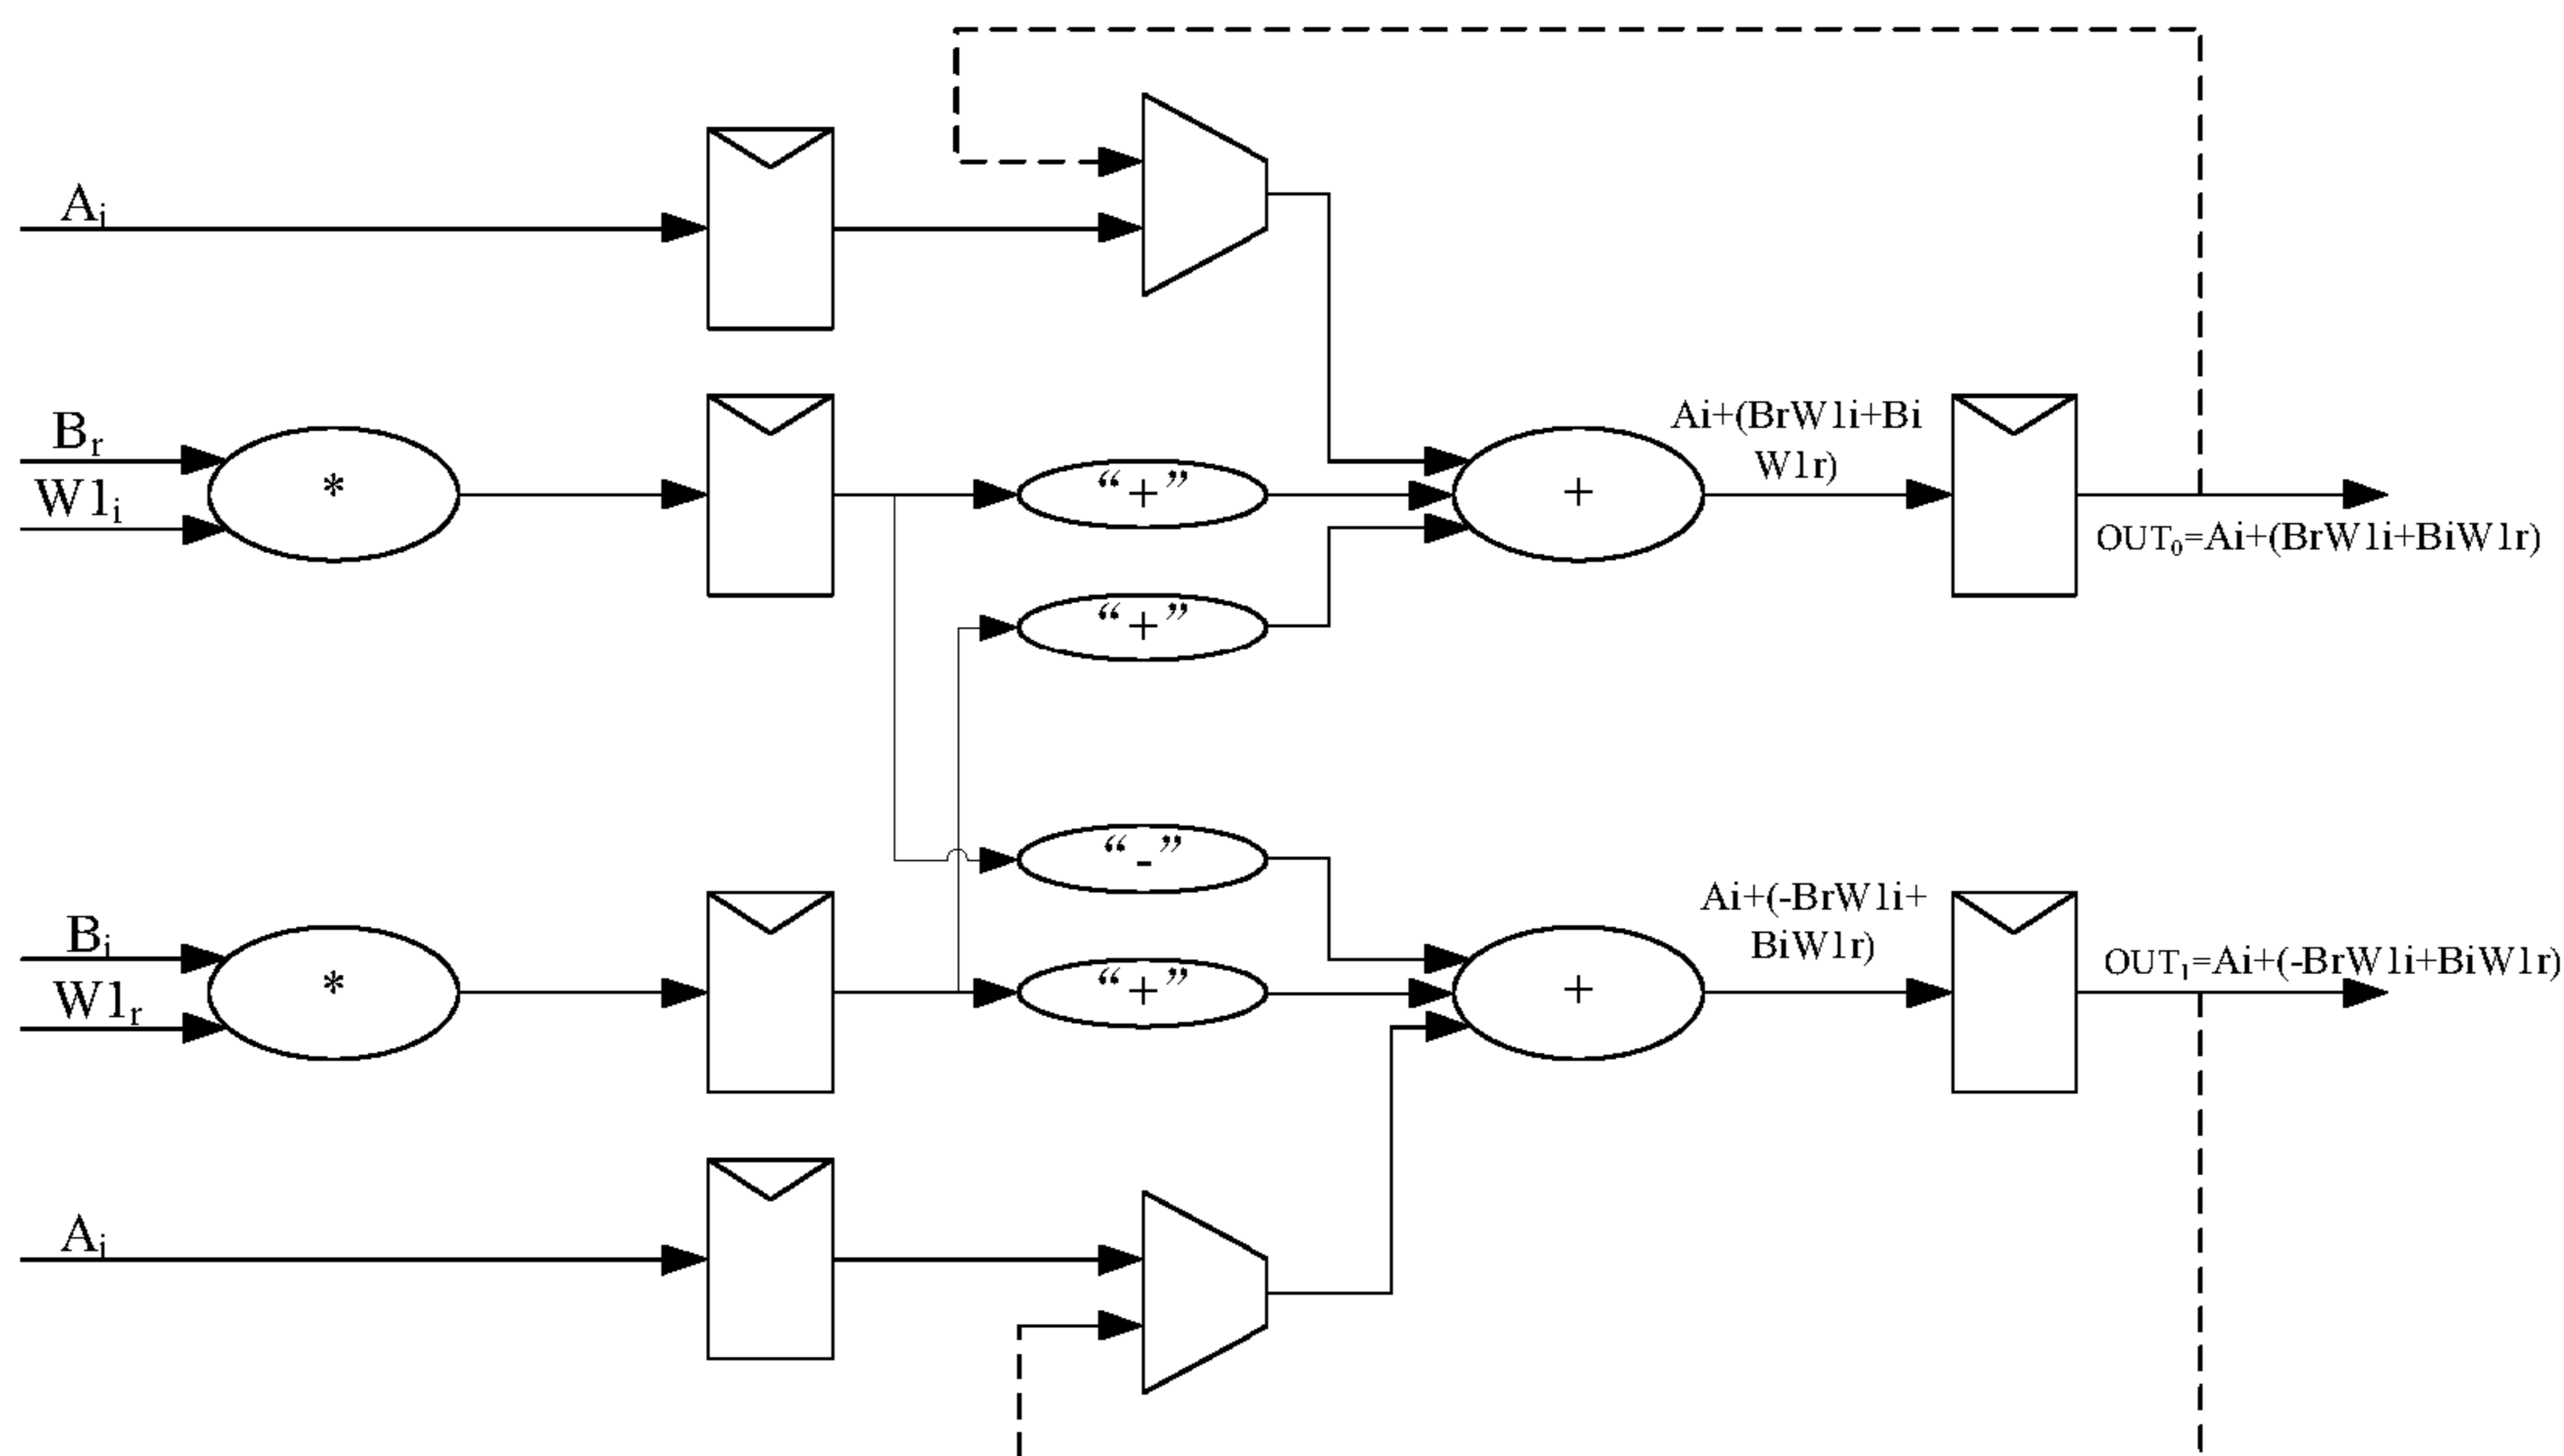 Ai
Br
W1i
*
“+”
+
Ai+(BrW1i+Bi
W1r)
OUT0=Ai+(BrW1i+BiW1r)
“+”
“-”
Bi
W1r
*
“+”
+
Ai+(-BrW1i+
BiW1r)
OUT1=Ai+(-BrW1i+BiW1r)
Ai